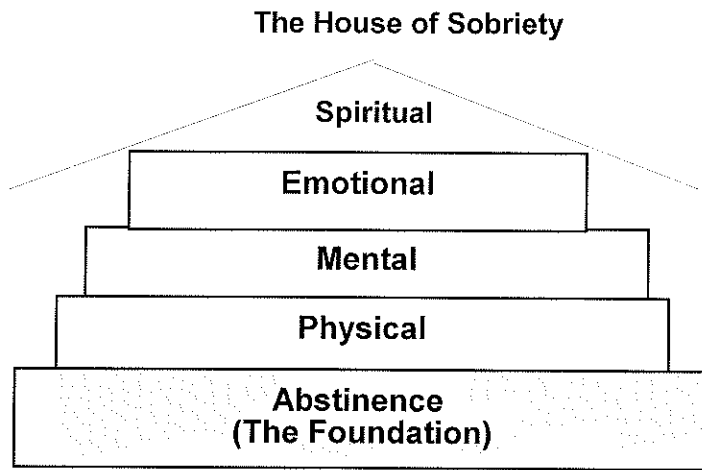 The House of Sobriety
Spiritual
Emotional
Mental
Physical
Abstinence
(The Foundation)